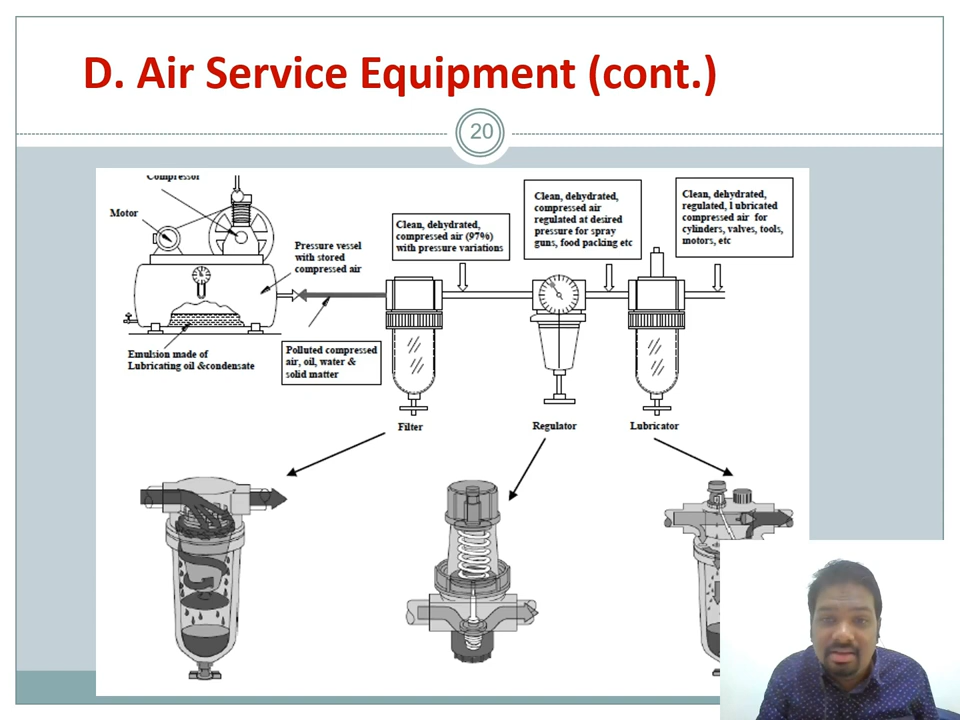 D. Air Service Equipment (cont.)
20
Compressor
Motor
Pressure vessel
with stored
compressed air
Clean, dehydrated,
compressed air (97%)
with pressure variations
Clean, dehydrated,
compressed air
regulated at desired
pressure for spray
guns, food packing etc
Clean, dehydrated,
regulated, l ubricated
compressed air for
cylinders, valves, tools,
motors, etc
Emulsion made of
Lubricating oil &condensate
Polluted compressed
air, oil, water &
solid matter
Filter
Regulator
Lubricator